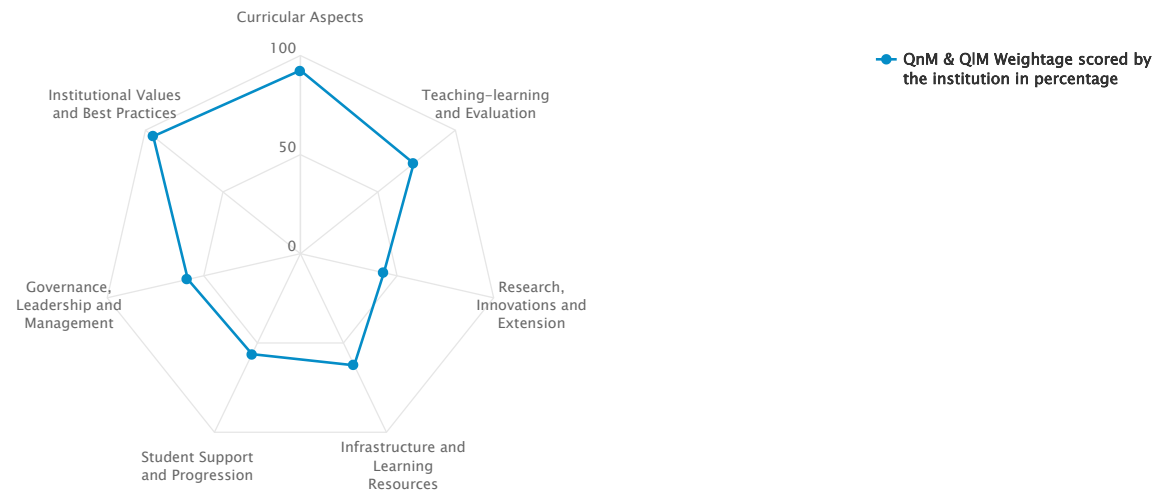 Curricular Aspects
100
QnM & QlM Weightage scored by
the institution in percentage
Institutional Values
and Best Practices
Teaching-learning
and Evaluation
50
0
Governance,
Leadership and
Management
Research,
Innovations and
Extension
Student Support
and Progression
Infrastructure and
Learning
Resources